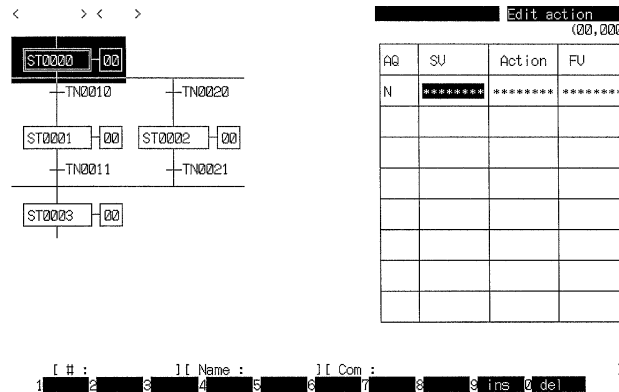 <        > <     >
Edit action
(00,000
ST0000 00
TN0010 TN0020
ST0001 00 ST0002 00
TN0011 TN0021
ST0003 00
AQ SV Action FV
N ******** ******** ********
[ # : ][ Name : ][ Com : ]
1 2 3 4 5 6 7 8 9 ins 0 del